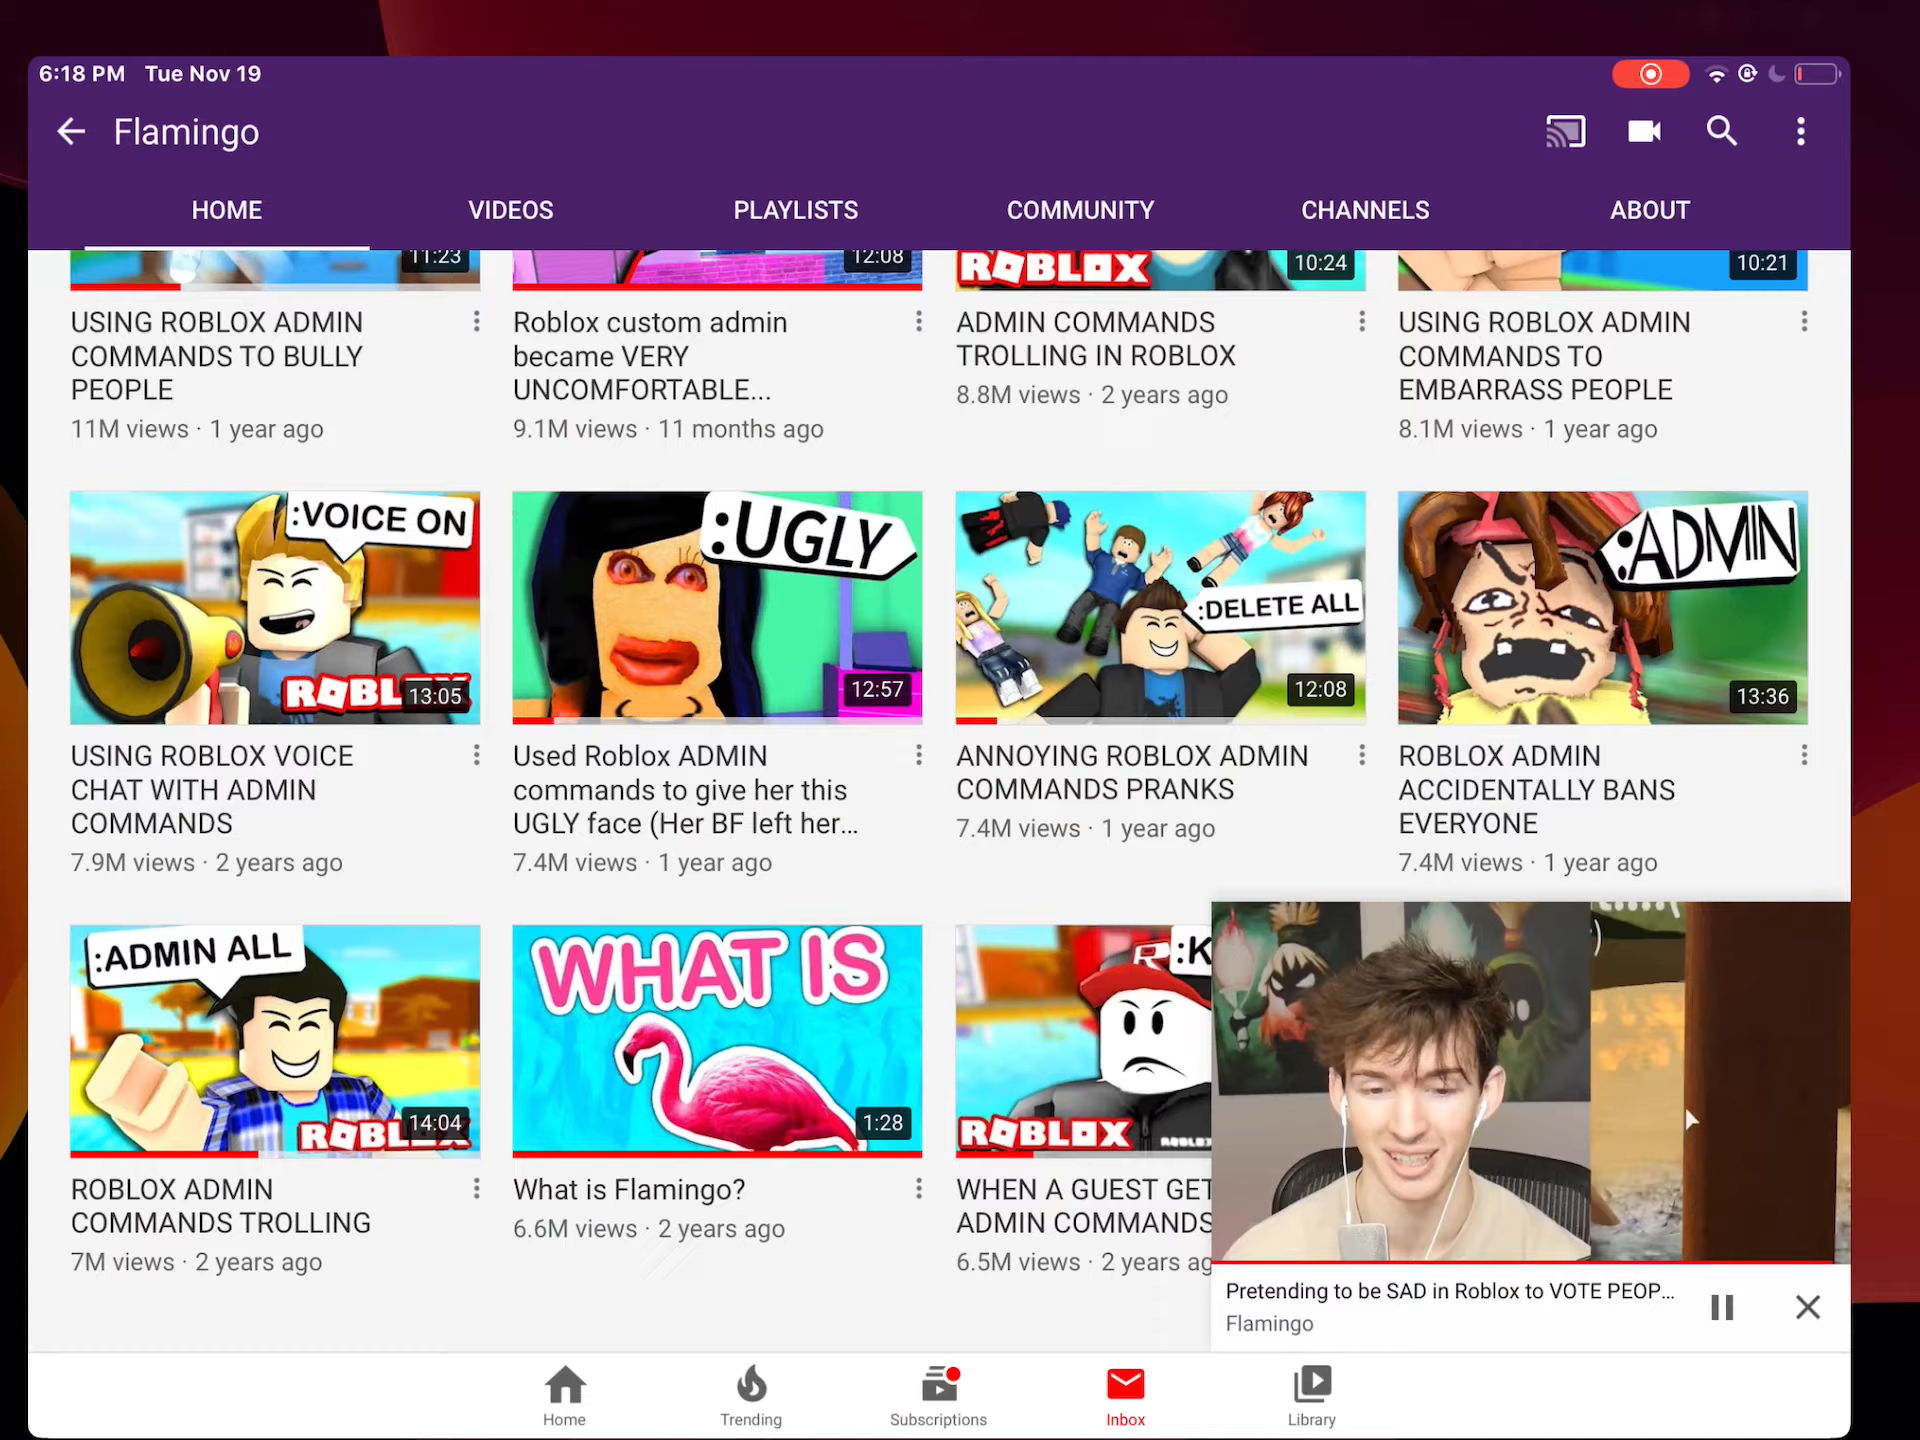 6:18 PM Tue Nov 19
Flamingo
HOME VIDEOS PLAYLISTS COMMUNITY CHANNELS ABOUT
11:23
12:08
ROBLOX
10:24
10:21
USING ROBLOX ADMIN
COMMANDS TO BULLY
PEOPLE
11M views · 1 year ago
Roblox custom admin
became VERY
UNCOMFORTABLE...
9.1M views · 11 months ago
ADMIN COMMANDS
TROLLING IN ROBLOX
8.8M views · 2 years ago
USING ROBLOX ADMIN
COMMANDS TO
EMBARRASS PEOPLE
8.1M views · 1 year ago
:VOICE ON
ROBL
13:05
:UGLY
12:57
:DELETE ALL
12:08
:ADMIN
13:36
USING ROBLOX VOICE
CHAT WITH ADMIN
COMMANDS
7.9M views · 2 years ago
Used Roblox ADMIN
commands to give her this
UGLY face (Her BF left her...
7.4M views · 1 year ago
ANNOYING ROBLOX ADMIN
COMMANDS PRANKS
7.4M views · 1 year ago
ROBLOX ADMIN
ACCIDENTALLY BANS
EVERYONE
7.4M views · 1 year ago
:ADMIN ALL
ROBL
14:04
WHAT IS
1:28
R
:K
ROBLOX
ROBLOX
ROBLOX ADMIN
COMMANDS TROLLING
7M views · 2 years ago
What is Flamingo?
6.6M views · 2 years ago
WHEN A GUEST GET
ADMIN COMMANDS
6.5M views · 2 years ag
Pretending to be SAD in Roblox to VOTE PEOP...
Flamingo
Home Trending Subscriptions Inbox Library